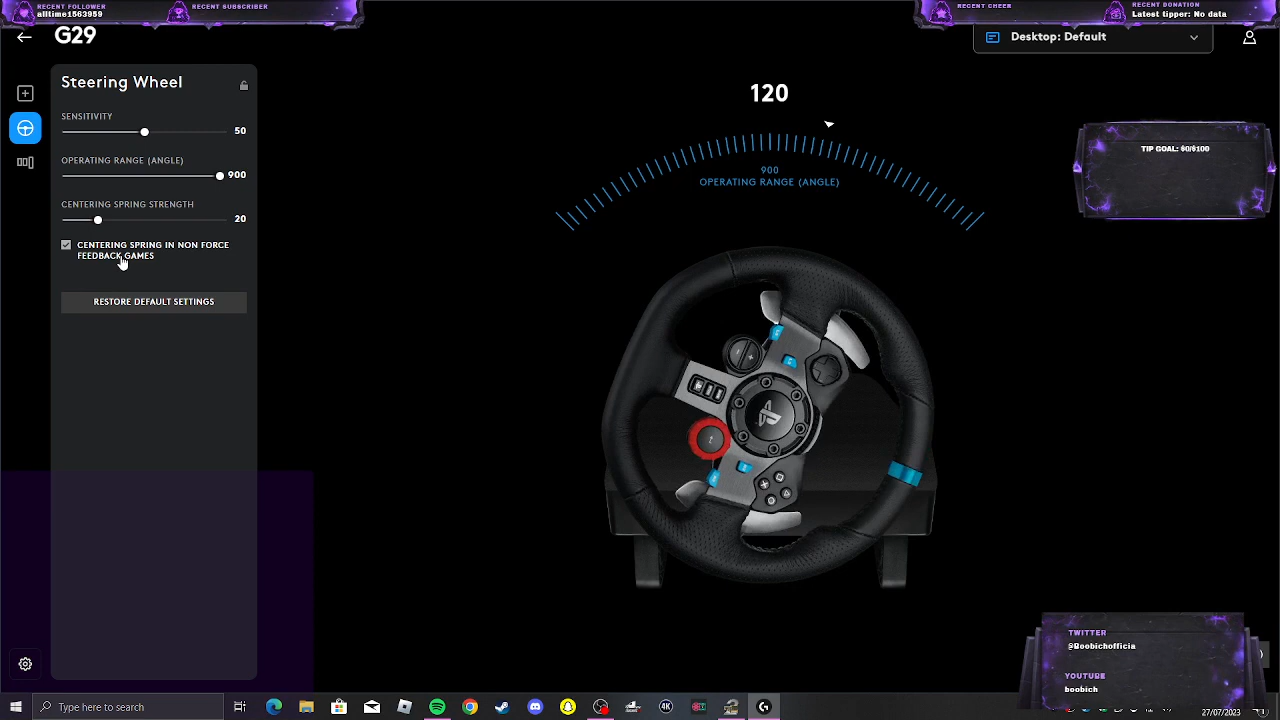 RECENT FOLLOWER
alltime1563959
RECENT SUBSCRIBER
RECENT CHEER
RECENT DONATION
Latest tipper: No data
G29
Desktop: Default
Steering Wheel
SENSITIVITY
50
OPERATING RANGE (ANGLE)
900
CENTERING SPRING STRENGTH
20
CENTERING SPRING IN NON FORCE
FEEDBACK GAMES
RESTORE DEFAULT SETTINGS
120
900
OPERATING RANGE (ANGLE)
TIP GOAL: $0/$100
TWITTER
@Boobichofficia
YOUTUBE
boobich
Type here to search
4K
27/07/2023